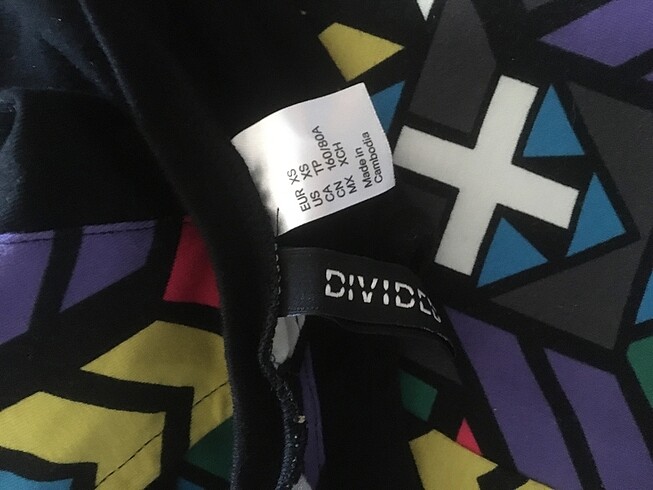 EUR XS
US XS
CA TP
CN 160/80A
MX XCH
Made in
Cambodia
DIVIDED